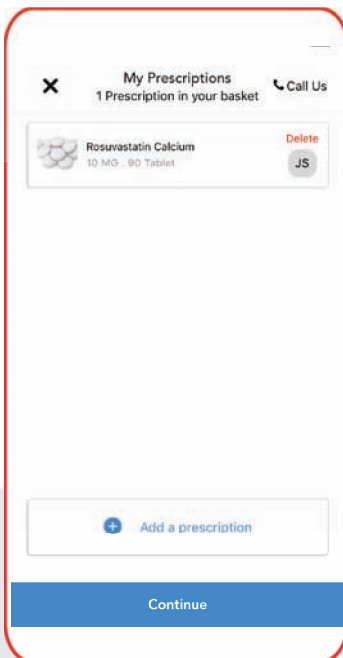 My Prescriptions
1 Prescription in your basket
Call Us
Rosuvastatin Calcium
10 MG . 90 Tablet
Delete
JS
Add a prescription
Continue